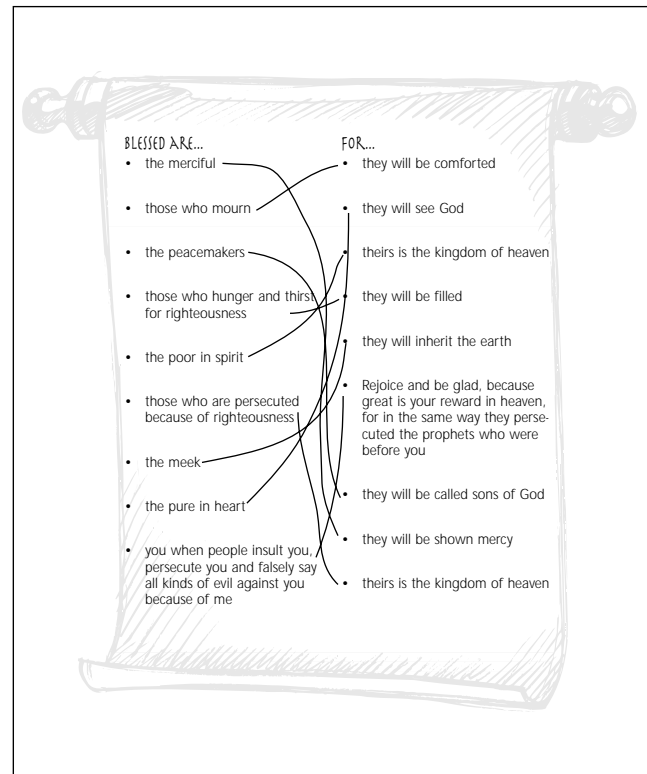 BLESSED ARE...
• the merciful
• those who mourn
• the peacemakers
• those who hunger and thirst
for righteousness
• the poor in spirit
• those who are persecuted
because of righteousness
• the meek
• the pure in heart
• you when people insult you,
persecute you and falsely say
all kinds of evil against you
because of me
FOR...
• they will be comforted
• they will see God
• theirs is the kingdom of heaven
• they will be filled
• they will inherit the earth
• Rejoice and be glad, because
great is your reward in heaven,
for in the same way they perse-
cuted the prophets who were
before you
• they will be called sons of God
• they will be shown mercy
• theirs is the kingdom of heaven